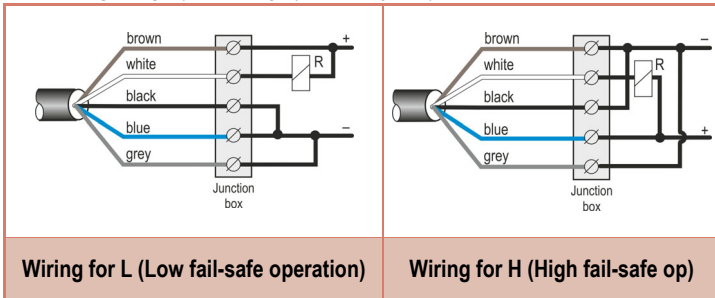 brown
+
white
R
black
blue
–
grey
Junction
box
brown
–
white
R
black
blue
+
grey
Junction
box
Wiring for L (Low fail-safe operation)
Wiring for H (High fail-safe op)